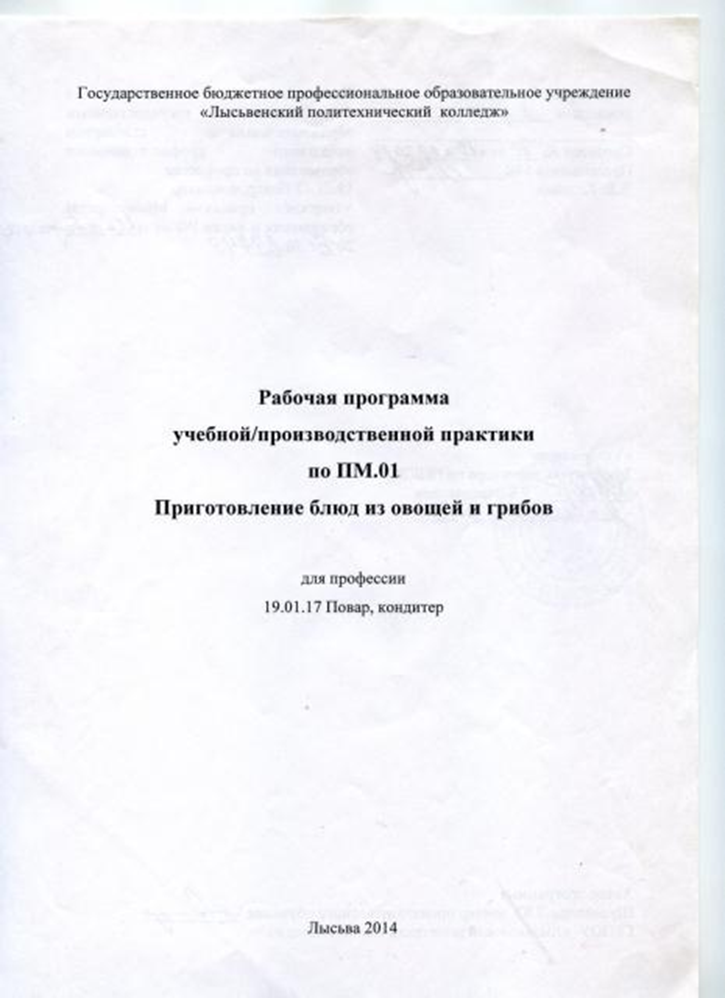 Государственное бюджетное профессиональное образовательное учреждение
«Лысьвенский политехнический колледж»
Рабочая программа
учебной/производственной практики
по ПМ.01
Приготовление блюд из овощей и грибов
для профессии
19.01.17 Повар, кондитер
Лысьва 2014